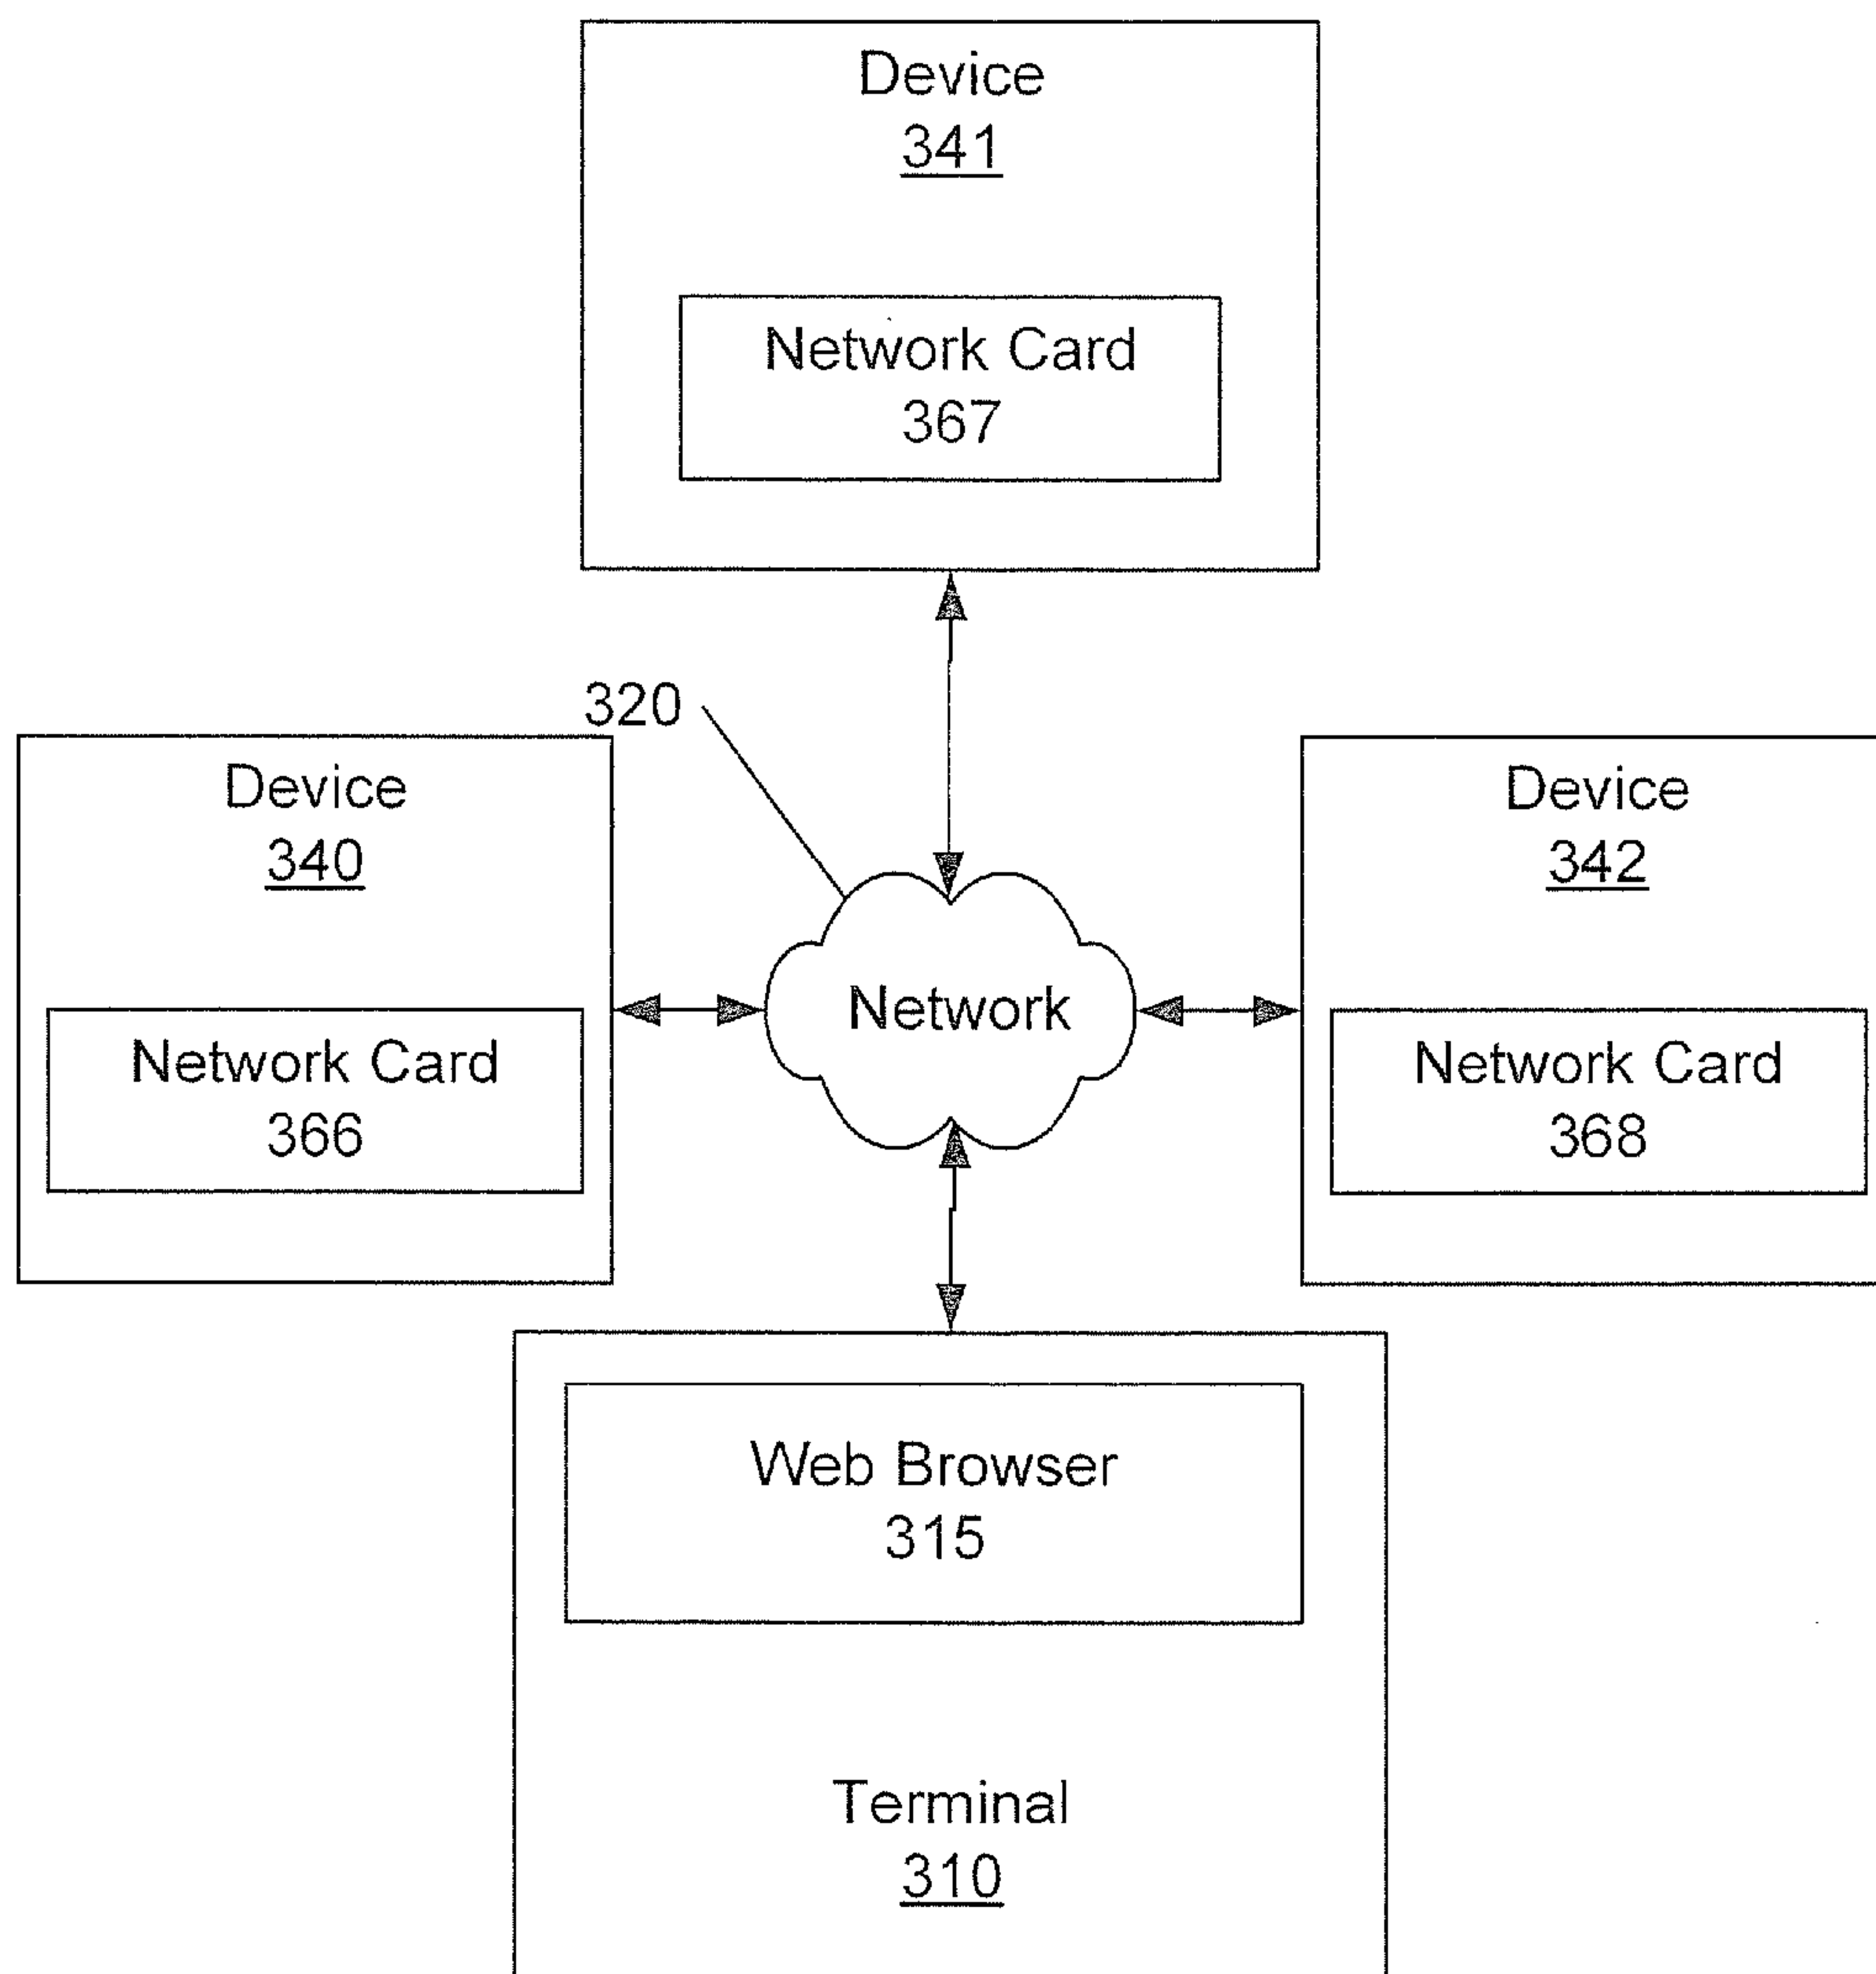 Device
341
Network Card
367
320
Device
340
Network Card
366
Network
Device
342
Network Card
368
Web Browser
315
Terminal
310